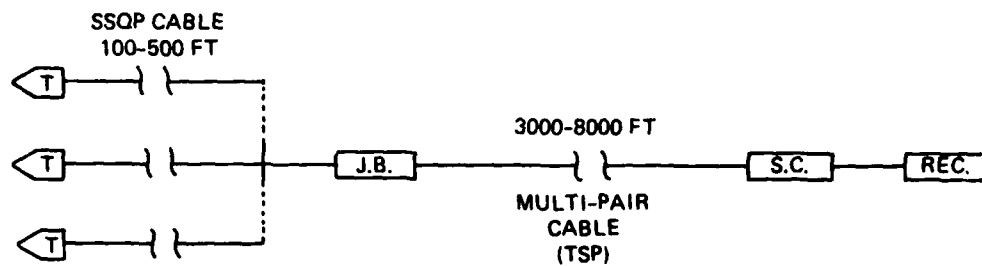 SSQP CABLE
100-500 FT
T
3000-8000 FT
T
J.B.
S.C.
REC.
MULTI-PAIR
CABLE
(TSP)
T